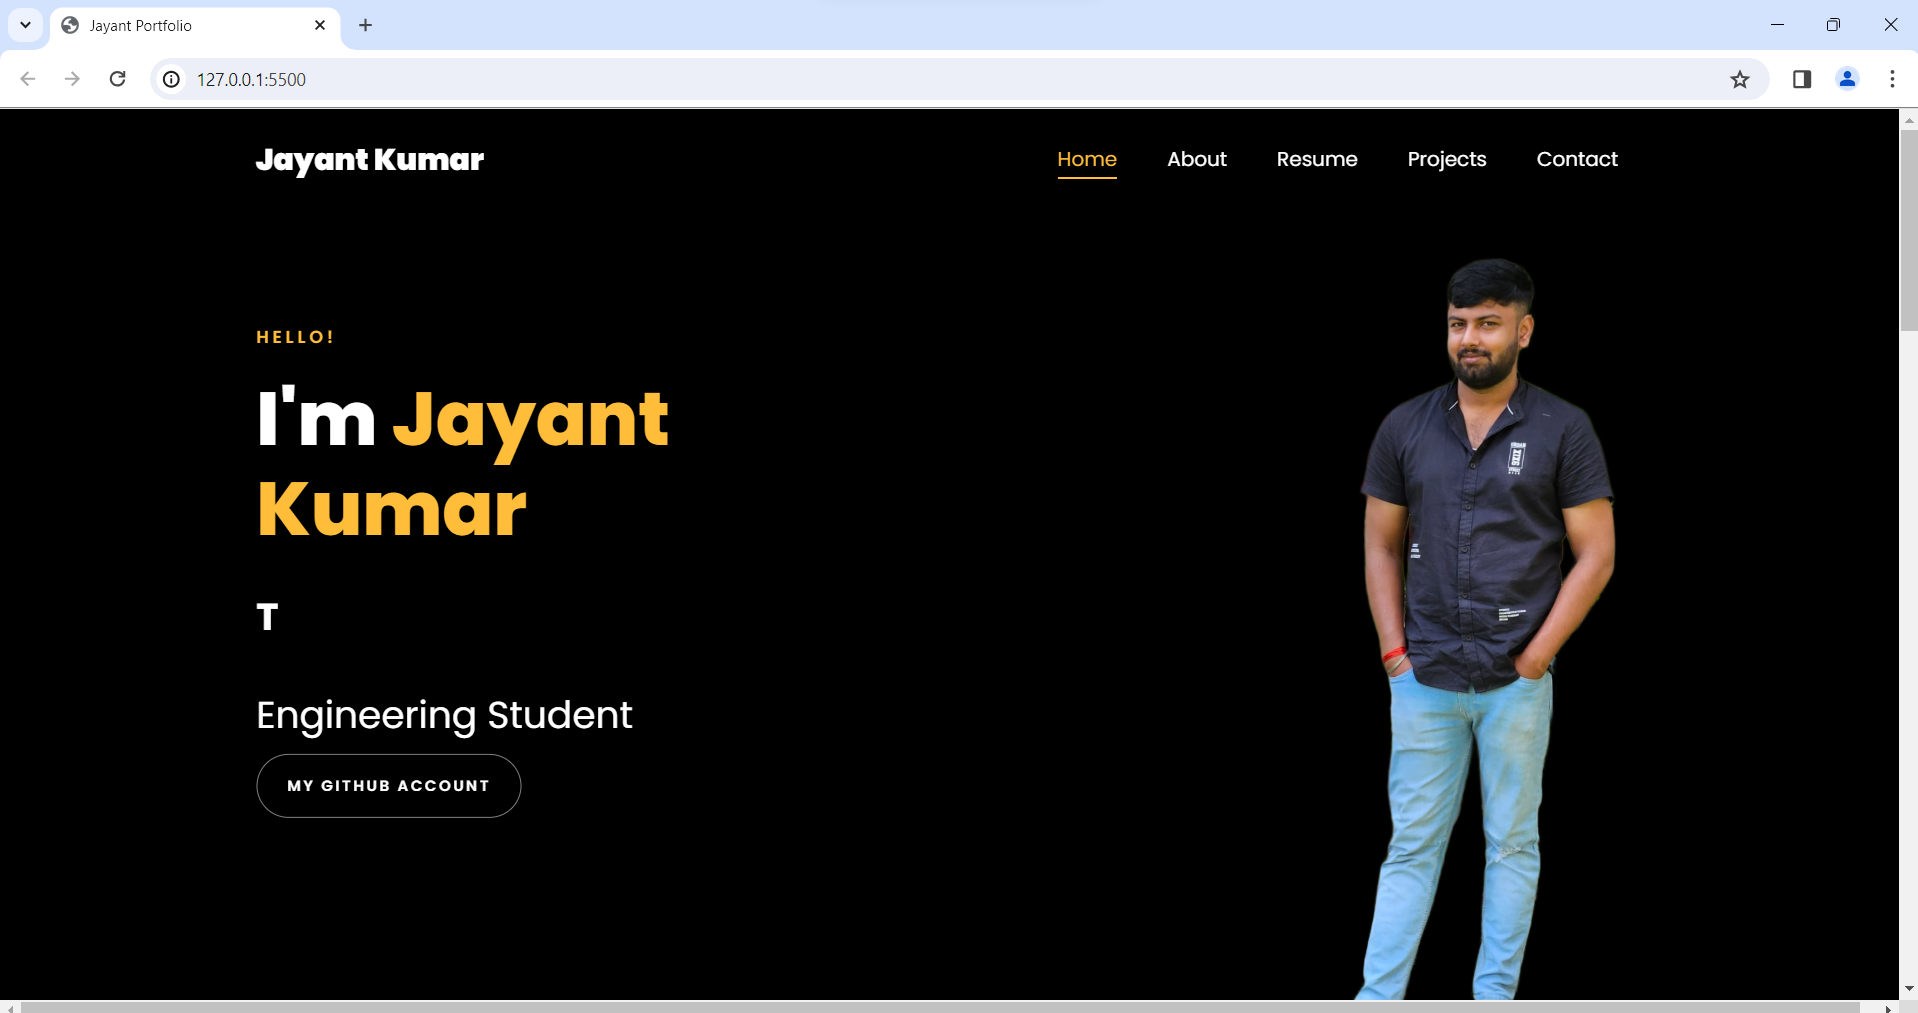 Jayant Portfolio
127.0.0.1:5500
Jayant Kumar
Home About Resume Projects Contact
HELLO!
I'm Jayant
Kumar
T
Engineering Student
MY GITHUB ACCOUNT